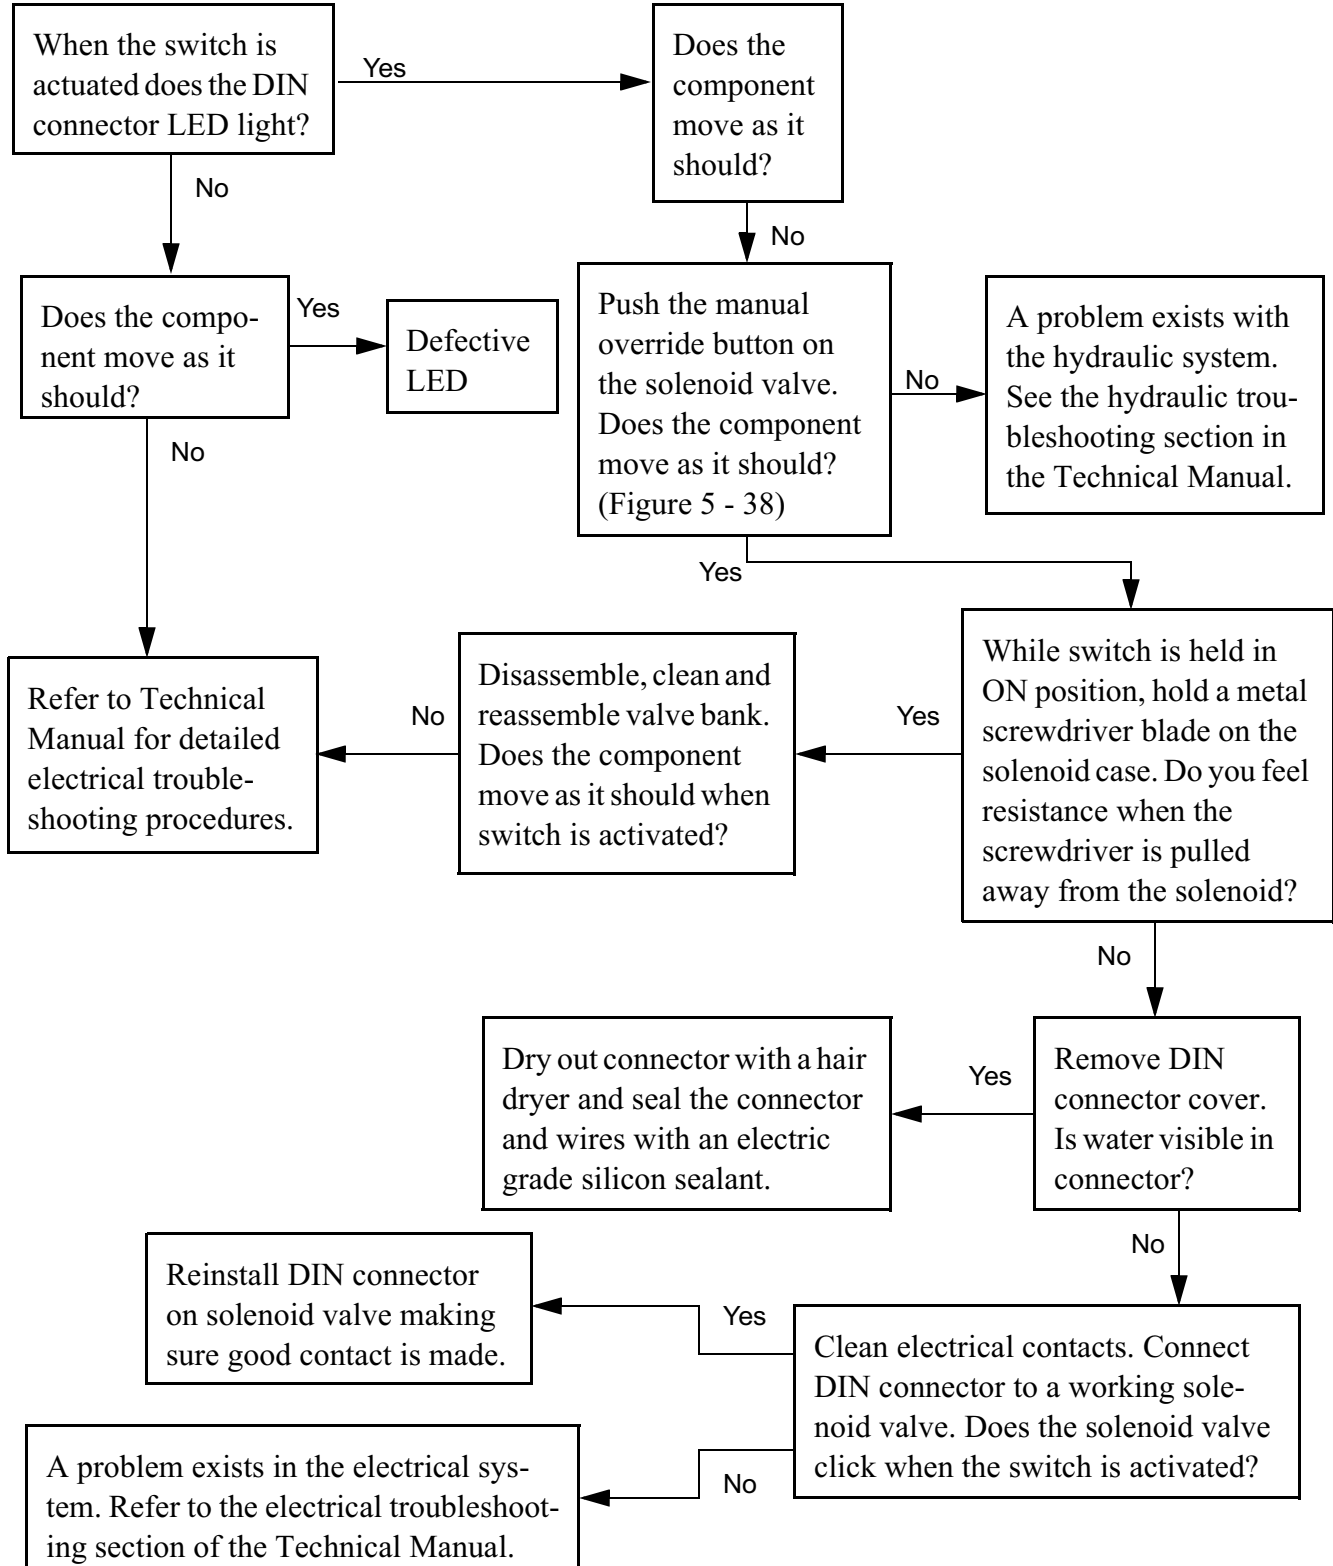 When the switch is
actuated does the DIN
connector LED light?
Yes
Does the
component
move as it
should?
No
No
Does the compo-
nent move as it
should?
Yes
Defective
LED
Push the manual
override button on
the solenoid valve.
Does the component
move as it should?
(Figure 5 - 38)
No
A problem exists with
the hydraulic system.
See the hydraulic trou-
bleshooting section in
the Technical Manual.
No
Yes
Refer to Technical
Manual for detailed
electrical trouble-
shooting procedures.
No
Disassemble, clean and
reassemble valve bank.
Does the component
move as it should when
switch is activated?
Yes
While switch is held in
ON position, hold a metal
screwdriver blade on the
solenoid case. Do you feel
resistance when the
screwdriver is pulled
away from the solenoid?
No
Dry out connector with a hair
dryer and seal the connector
and wires with an electric
grade silicon sealant.
Yes
Remove DIN
connector cover.
Is water visible in
connector?
No
Reinstall DIN connector
on solenoid valve making
sure good contact is made.
Yes
Clean electrical contacts. Connect
DIN connector to a working sole-
noid valve. Does the solenoid valve
click when the switch is activated?
No
A problem exists in the electrical sys-
tem. Refer to the electrical troubleshoot-
ing section of the Technical Manual.